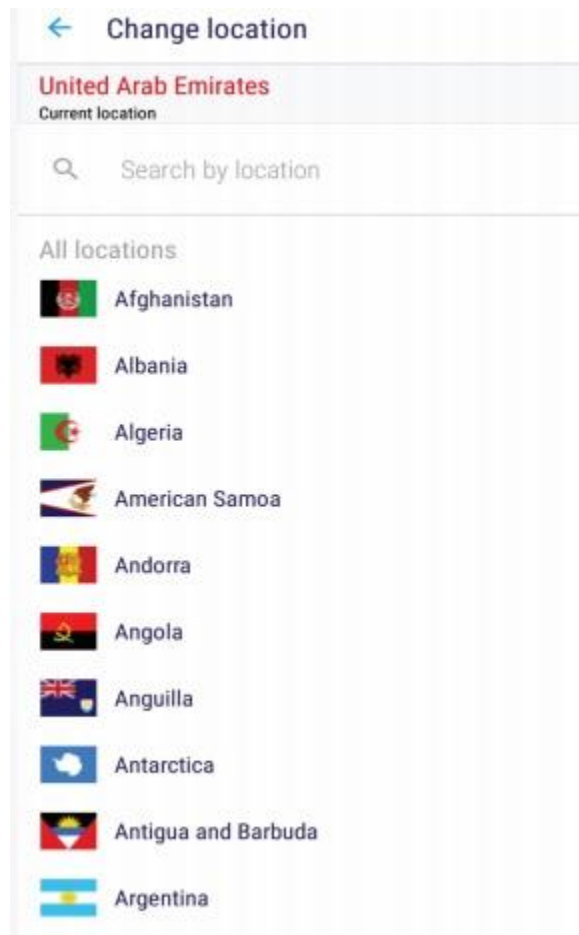 Change location
United Arab Emirates
Current location
Search by location
All locations
Afghanistan
Albania
Algeria
American Samoa
Andorra
Angola
Anguilla
Antarctica
Antigua and Barbuda
Argentina